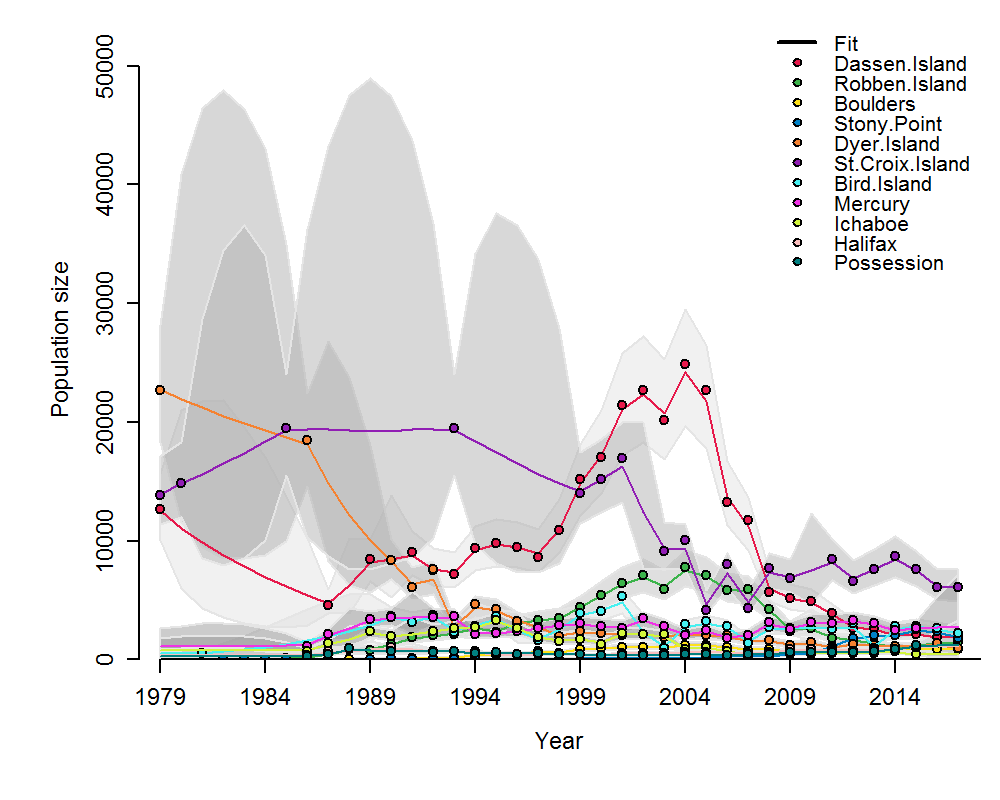 Fit
Dassen.Island
Robben.Island
Boulders
Stony.Point
Dyer.Island
St.Croix.Island
Bird.Island
Mercury
Ichaboe
Halifax
Possession
Population size
50000
40000
30000
20000
10000
0
1979 1984 1989 1994 1999 2004 2009 2014
Year